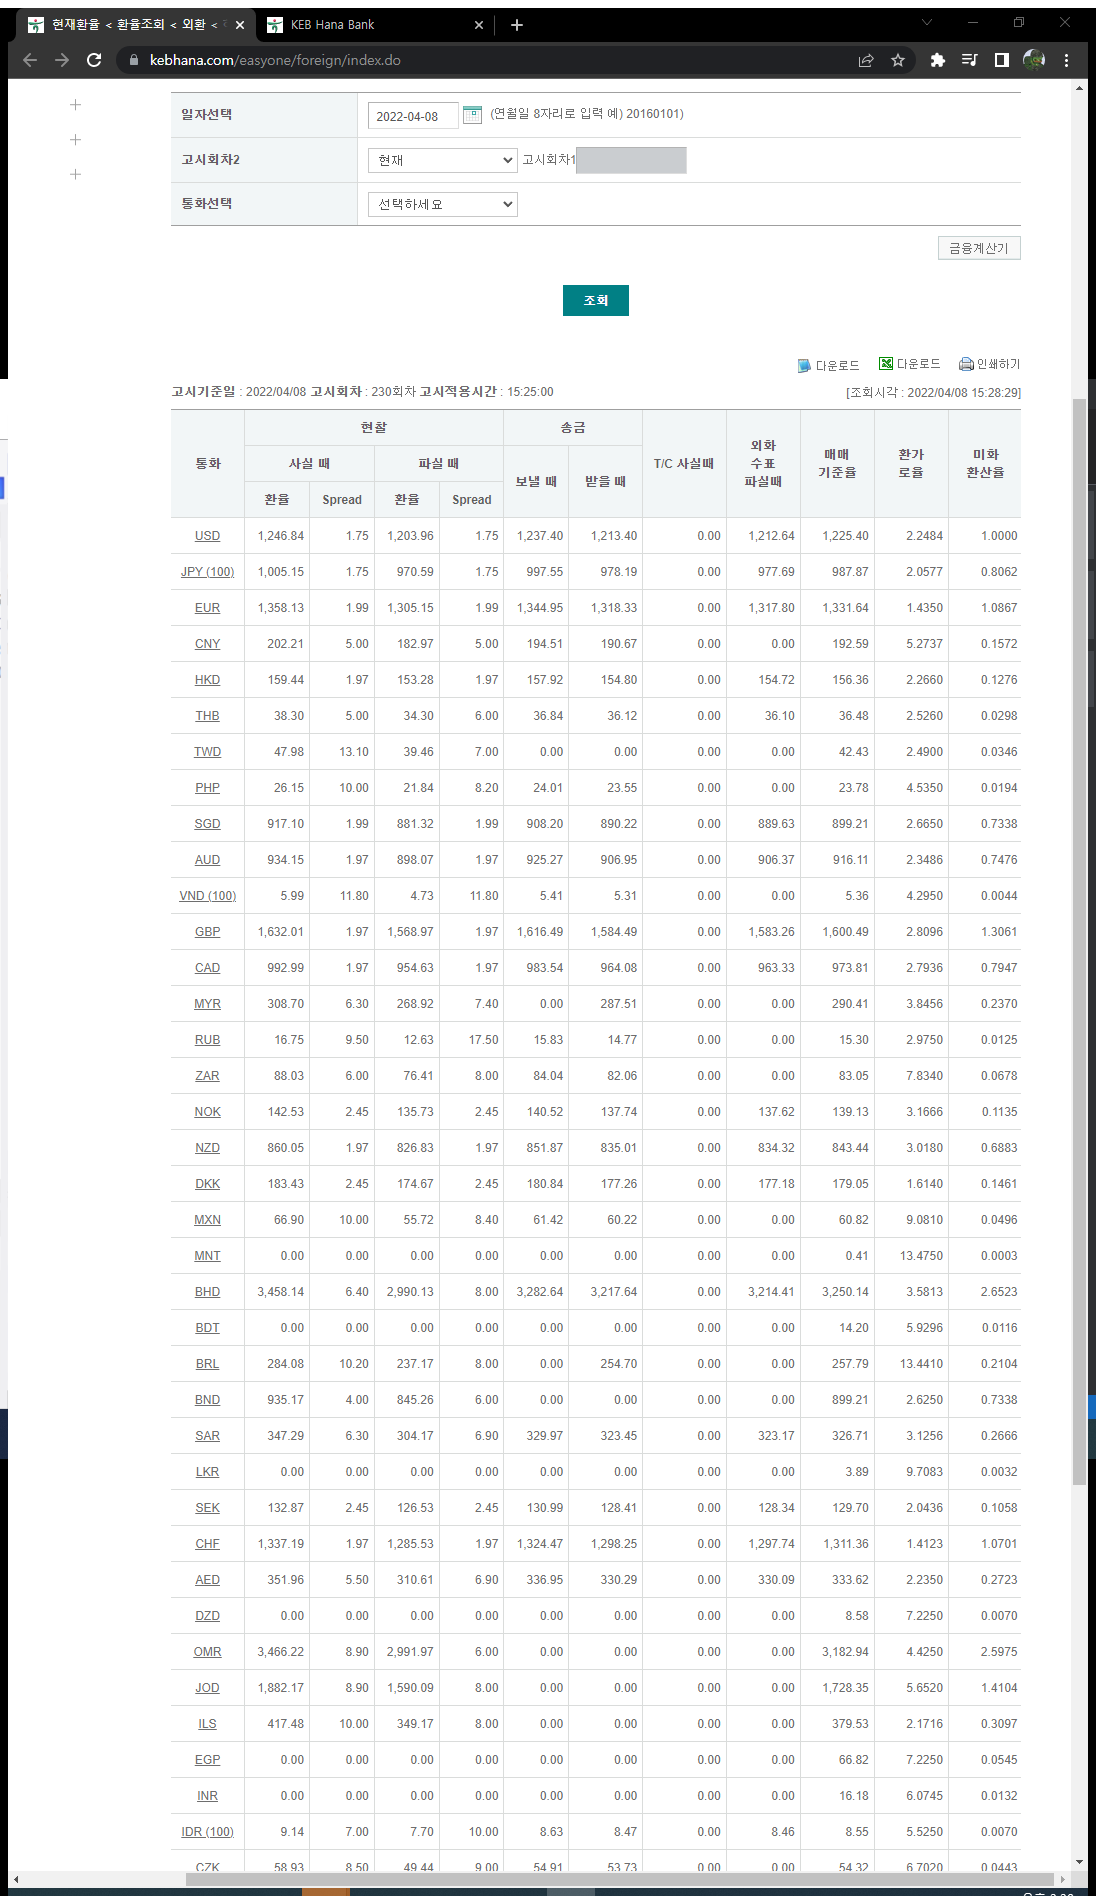 현재환율 < 환율조회 < 외환 <
KEB Hana Bank
kebhana.com/easyone/foreign/index.do
일자선택 2022-04-08 (연월일 8자리로 입력 예) 20160101)
고시회차2 현재 고시회차1
통화선택 선택하세요
금융계산기
조회
다운로드 다운로드 인쇄하기
고시기준일 : 2022/04/08 고시회차 : 230회차 고시적용시간 : 15:25:00 [조회시각 : 2022/04/08 15:28:29]
통화 현찰 송금 T/C 사실때 외화 수표 파실때 매매 기준율 환가 로율 미화 환산율
사실 때 파실 때 보낼 때 받을 때
환율 Spread 환율 Spread
USD 1,246.84 1.75 1,203.96 1.75 1,237.40 1,213.40 0.00 1,212.64 1,225.40 2.2484 1.0000
JPY (100) 1,005.15 1.75 970.59 1.75 997.55 978.19 0.00 977.69 987.87 2.0577 0.8062
EUR 1,358.13 1.99 1,305.15 1.99 1,344.95 1,318.33 0.00 1,317.80 1,331.64 1.4350 1.0867
CNY 202.21 5.00 182.97 5.00 194.51 190.67 0.00 0.00 192.59 5.2737 0.1572
HKD 159.44 1.97 153.28 1.97 157.92 154.80 0.00 154.72 156.36 2.2660 0.1276
THB 38.30 5.00 34.30 6.00 36.84 36.12 0.00 36.10 36.48 2.5260 0.0298
TWD 47.98 13.10 39.46 7.00 0.00 0.00 0.00 0.00 42.43 2.4900 0.0346
PHP 26.15 10.00 21.84 8.20 24.01 23.55 0.00 0.00 23.78 4.5350 0.0194
SGD 917.10 1.99 881.32 1.99 908.20 890.22 0.00 889.63 899.21 2.6650 0.7338
AUD 934.15 1.97 898.07 1.97 925.27 906.95 0.00 906.37 916.11 2.3486 0.7476
VND (100) 5.99 11.80 4.73 11.80 5.41 5.31 0.00 0.00 5.36 4.2950 0.0044
GBP 1,632.01 1.97 1,568.97 1.97 1,616.49 1,584.49 0.00 1,583.26 1,600.49 2.8096 1.3061
CAD 992.99 1.97 954.63 1.97 983.54 964.08 0.00 963.33 973.81 2.7936 0.7947
MYR 308.70 6.30 268.92 7.40 0.00 287.51 0.00 0.00 290.41 3.8456 0.2370
RUB 16.75 9.50 12.63 17.50 15.83 14.77 0.00 0.00 15.30 2.9750 0.0125
ZAR 88.03 6.00 76.41 8.00 84.04 82.06 0.00 0.00 83.05 7.8340 0.0678
NOK 142.53 2.45 135.73 2.45 140.52 137.74 0.00 137.62 139.13 3.1666 0.1135
NZD 860.05 1.97 826.83 1.97 851.87 835.01 0.00 834.32 843.44 3.0180 0.6883
DKK 183.43 2.45 174.67 2.45 180.84 177.26 0.00 177.18 179.05 1.6140 0.1461
MXN 66.90 10.00 55.72 8.40 61.42 60.22 0.00 0.00 60.82 9.0810 0.0496
MNT 0.00 0.00 0.00 0.00 0.00 0.00 0.00 0.00 0.41 13.4750 0.0003
BHD 3,458.14 6.40 2,990.13 8.00 3,282.64 3,217.64 0.00 3,214.41 3,250.14 3.5813 2.6523
BDT 0.00 0.00 0.00 0.00 0.00 0.00 0.00 0.00 14.20 5.9296 0.0116
BRL 284.08 10.20 237.17 8.00 0.00 254.70 0.00 0.00 257.79 13.4410 0.2104
BND 935.17 4.00 845.26 6.00 0.00 0.00 0.00 0.00 899.21 2.6250 0.7338
SAR 347.29 6.30 304.17 6.90 329.97 323.45 0.00 323.17 326.71 3.1256 0.2666
LKR 0.00 0.00 0.00 0.00 0.00 0.00 0.00 0.00 3.89 9.7083 0.0032
SEK 132.87 2.45 126.53 2.45 130.99 128.41 0.00 128.34 129.70 2.0436 0.1058
CHF 1,337.19 1.97 1,285.53 1.97 1,324.47 1,298.25 0.00 1,297.74 1,311.36 1.4123 1.0701
AED 351.96 5.50 310.61 6.90 336.95 330.29 0.00 330.09 333.62 2.2350 0.2723
DZD 0.00 0.00 0.00 0.00 0.00 0.00 0.00 0.00 8.58 7.2250 0.0070
OMR 3,466.22 8.90 2,991.97 6.00 0.00 0.00 0.00 0.00 3,182.94 4.4250 2.5975
JOD 1,882.17 8.90 1,590.09 8.00 0.00 0.00 0.00 0.00 1,728.35 5.6520 1.4104
ILS 417.48 10.00 349.17 8.00 0.00 0.00 0.00 0.00 379.53 2.1716 0.3097
EGP 0.00 0.00 0.00 0.00 0.00 0.00 0.00 0.00 66.82 7.2250 0.0545
INR 0.00 0.00 0.00 0.00 0.00 0.00 0.00 0.00 16.18 6.0745 0.0132
IDR (100) 9.14 7.00 7.70 10.00 8.63 8.47 0.00 8.46 8.55 5.5250 0.0070
CZK 58.93 8.50 49.44 9.00 54.91 53.73 0.00 0.00 54.32 6.7020 0.0443